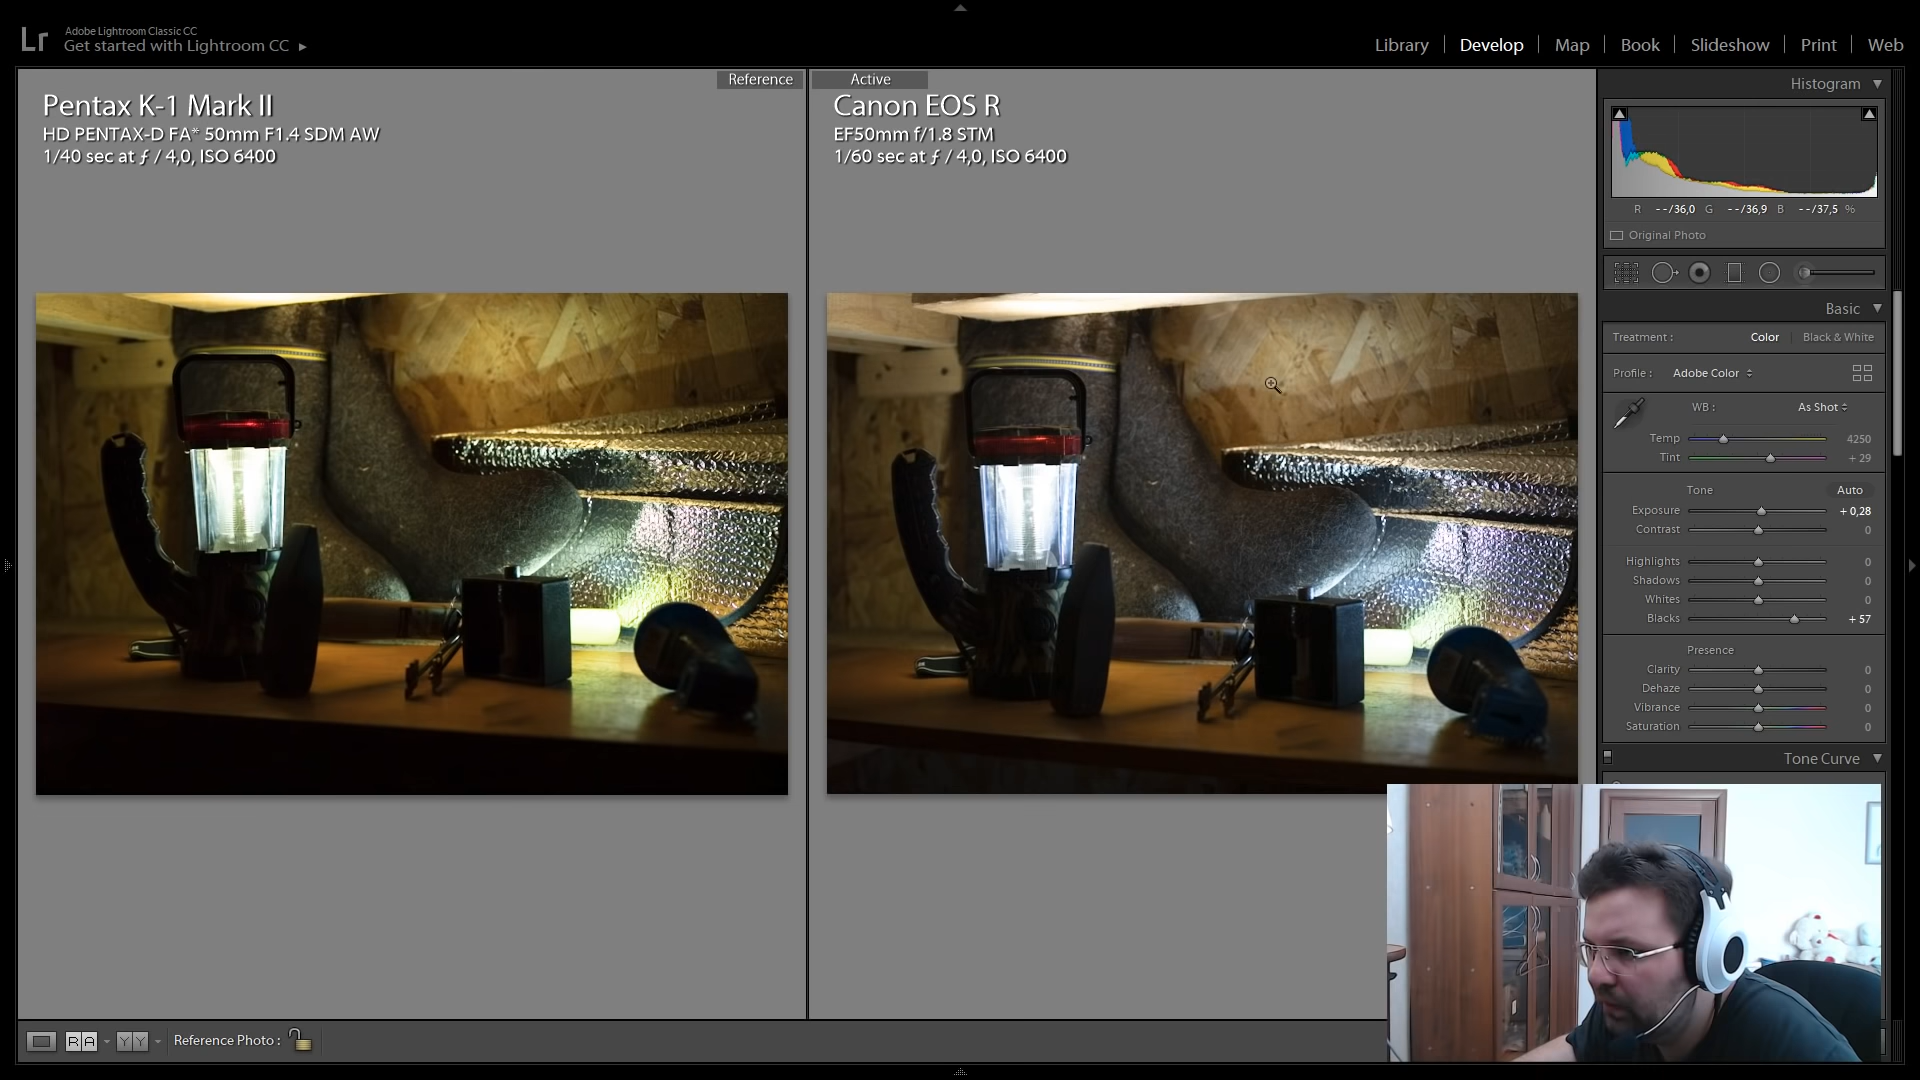 Lr
Adobe Lightroom Classic CC
Get started with Lightroom CC ▸
Library | Develop | Map | Book | Slideshow | Print | Web
Reference
Pentax K-1 Mark II
HD PENTAX-D FA* 50mm F1.4 SDM AW
1/40 sec at ƒ / 4,0, ISO 6400
Active
Canon EOS R
EF50mm f/1.8 STM
1/60 sec at ƒ / 4,0, ISO 6400
Histogram
R --/36,0 G --/36,9 B --/37,5 %
Original Photo
Basic
Treatment : Color | Black & White
Profile : Adobe Color
WB : As Shot
Temp 4250
Tint + 29
Tone Auto
Exposure + 0,28
Contrast 0
Highlights 0
Shadows 0
Whites 0
Blacks + 57
Presence
Clarity 0
Dehaze 0
Vibrance 0
Saturation 0
Tone Curve
RA YY Reference Photo :